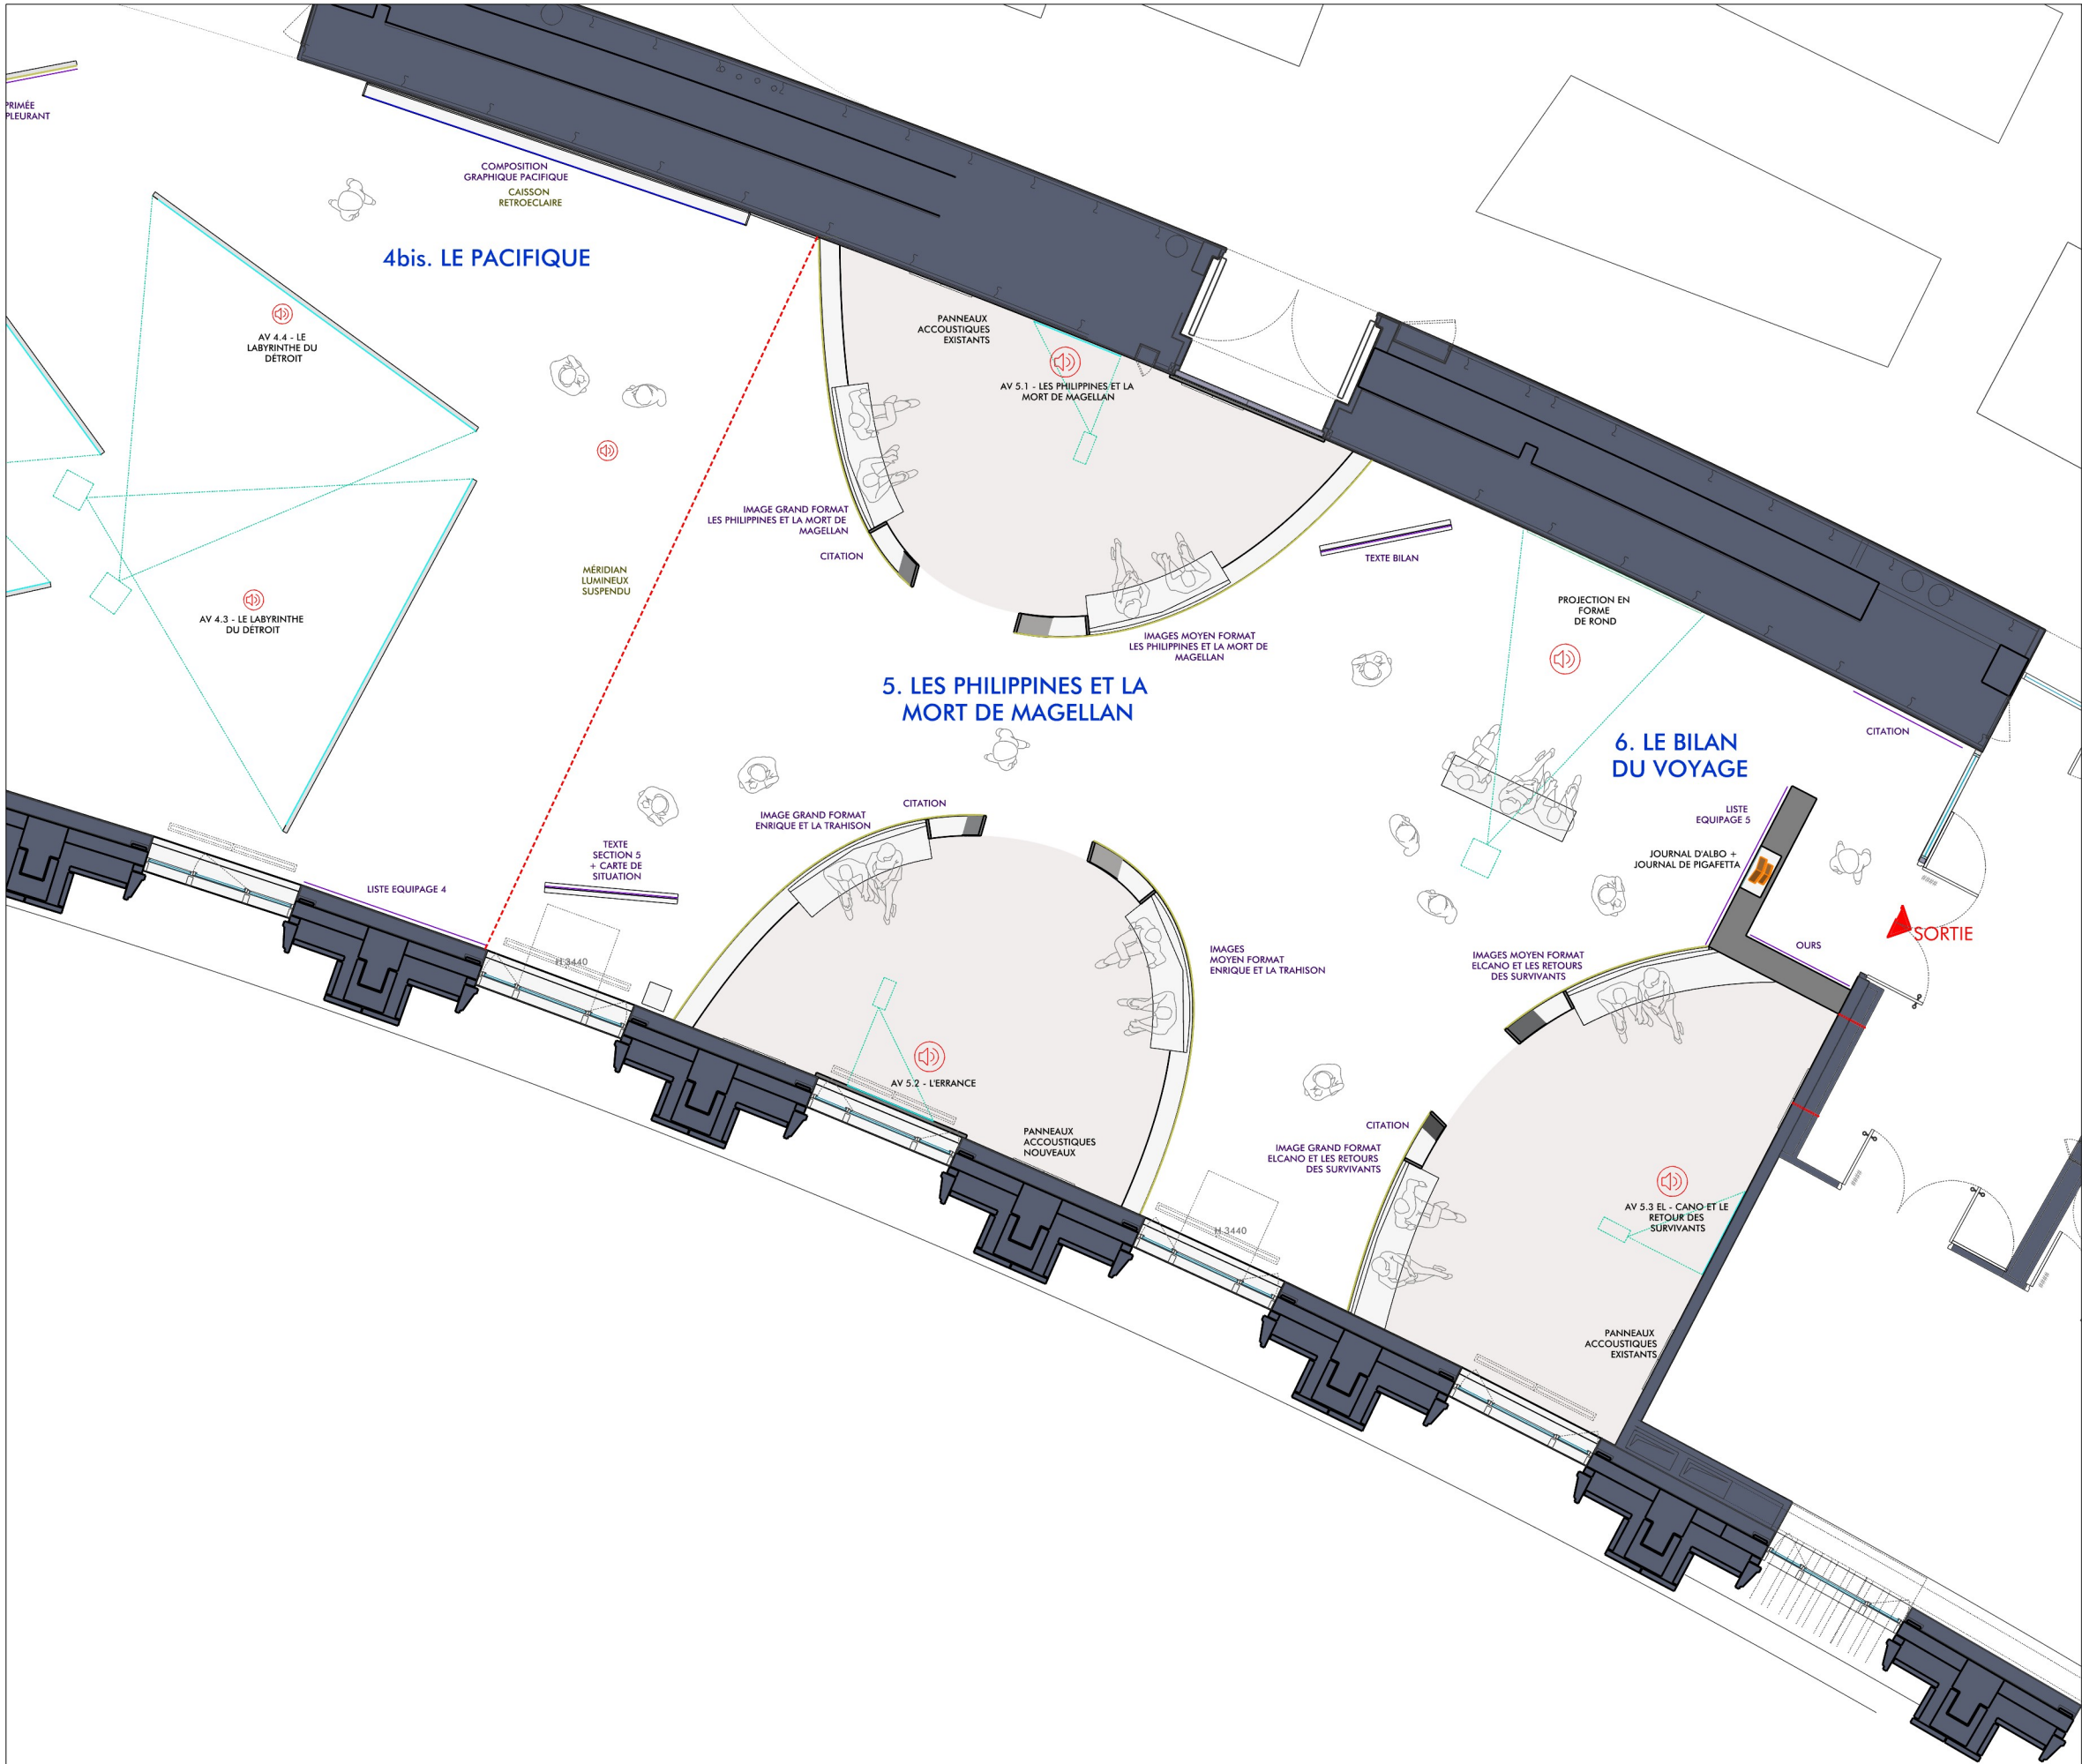 PRIMÉE
PLEURANT
COMPOSITION
GRAPHIQUE PACIFIQUE
CAISSON
RETROECLAIRE
4bis. LE PACIFIQUE
AV 4.4 - LE
LABYRINTHE DU
DÉTROIT
PANNEAUX
ACCOUSTIQUES
EXISTANTS
AV 5.1 - LES PHILIPPINES ET LA
MORT DE MAGELLAN
IMAGE GRAND FORMAT
LES PHILIPPINES ET LA MORT DE
MAGELLAN
CITATION
TEXTE BILAN
MÉRIDIAN
LUMINEUX
SUSPENDU
AV 4.3 - LE LABYRINTHE
DU DÉTROIT
PROJECTION EN
FORME
DE ROND
IMAGES MOYEN FORMAT
LES PHILIPPINES ET LA MORT DE
MAGELLAN
5. LES PHILIPPINES ET LA
MORT DE MAGELLAN
CITATION
6. LE BILAN
DU VOYAGE
CITATION
IMAGE GRAND FORMAT
ENRIQUE ET LA TRAHISON
LISTE
EQUIPAGE 5
TEXTE
SECTION 5
+ CARTE DE
SITUATION
JOURNAL D'ALBO +
JOURNAL DE PIGAFETTA
LISTE EQUIPAGE 4
SORTIE
OURS
H 3440
IMAGES
MOYEN FORMAT
ENRIQUE ET LA TRAHISON
IMAGES MOYEN FORMAT
ELCANO ET LES RETOURS
DES SURVIVANTS
AV 5.2 - L'ERRANCE
PANNEAUX
ACCOUSTIQUES
NOUVEAUX
CITATION
IMAGE GRAND FORMAT
ELCANO ET LES RETOURS
DES SURVIVANTS
AV 5.3 EL - CANO ET LE
RETOUR DES
SURVIVANTS
H 3440
PANNEAUX
ACCOUSTIQUES
EXISTANTS